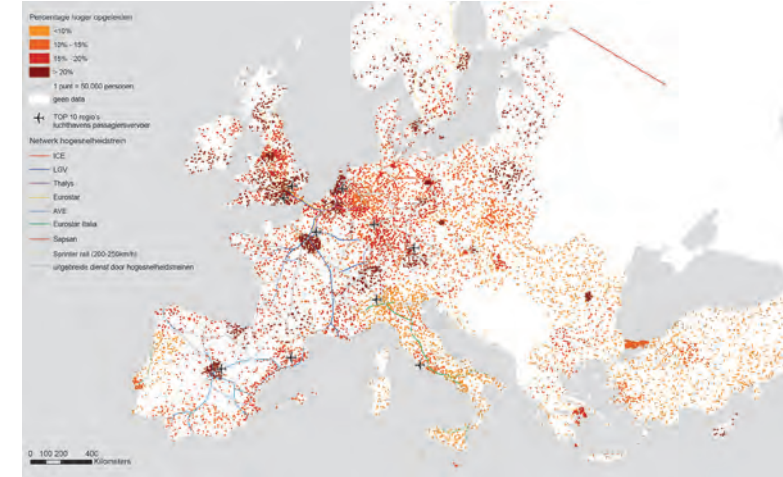 Percentage hoger opgeleiden
<10%
10% - 15%
15% - 20%
> 20%
1 punt = 50.000 personen
geen data
TOP 10 regio's
luchthavens passagiersvervoer
Netwerk hogesnelheidstrein
ICE
LGV
Thalys
Eurostar
AVE
Eurostar Italia
Sapsan
Sprinter rail (200-250km/h)
uitgebreide dienst door hogesnelheidstreinen
0 100 200 400
Kilometers